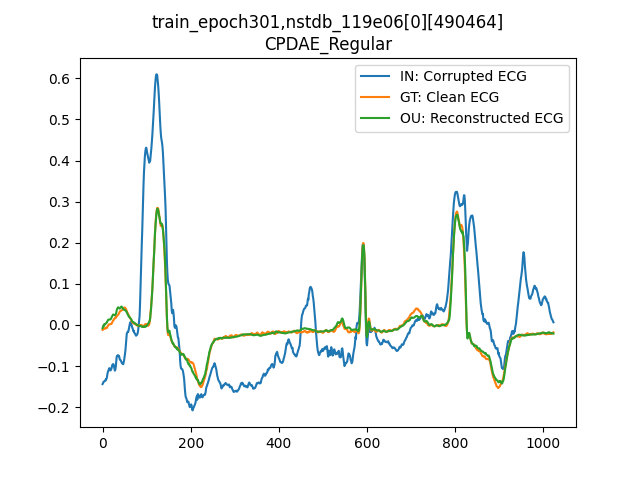 train_epoch301,nstdb_119e06[0][490464]
CPDAE_Regular
IN: Corrupted ECG
GT: Clean ECG
OU: Reconstructed ECG
0.6
0.5
0.4
0.3
0.2
0.1
0.0
−0.1
−0.2
0 200 400 600 800 1000